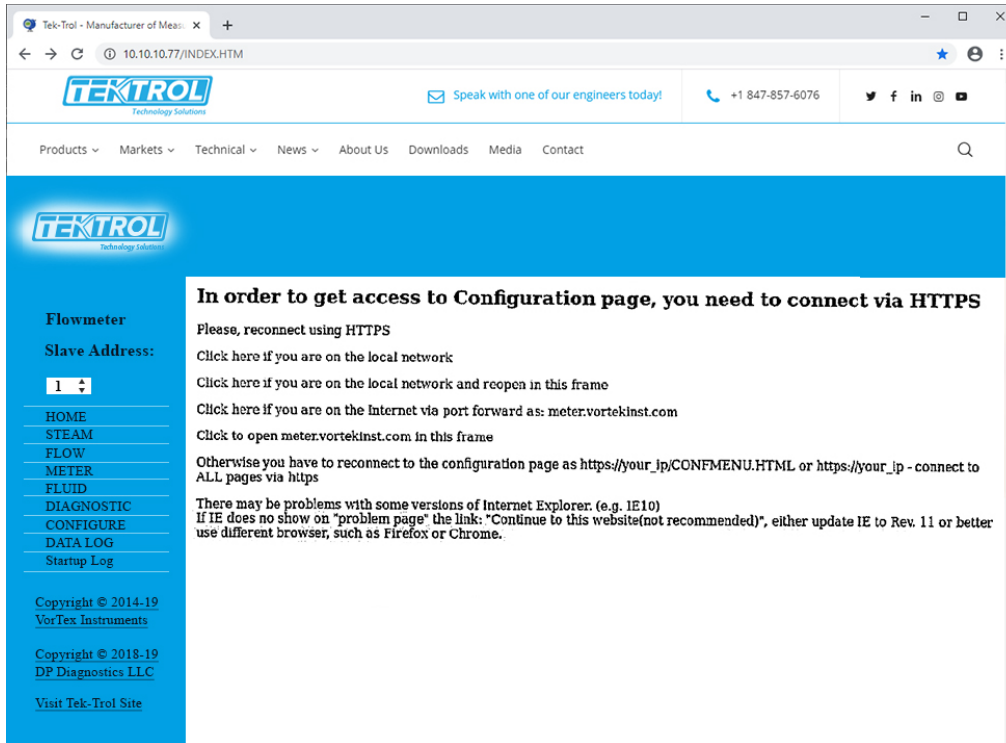 Tek-Trol - Manufacturer of Meas
10.10.10.77/INDEX.HTM
TEKTROL
Technology Solutions
Speak with one of our engineers today!
+1 847-857-6076
Products
Markets
Technical
News
About Us
Downloads
Media
Contact
TEKTROL
Technology Solutions
Flowmeter
Slave Address:
1
HOME
STEAM
FLOW
METER
FLUID
DIAGNOSTIC
CONFIGURE
DATA LOG
Startup Log
Copyright © 2014-19
VorTex Instruments
Copyright © 2018-19
DP Diagnostics LLC
Visit Tek-Trol Site
In order to get access to Configuration page, you need to connect via HTTPS
Please, reconnect using HTTPS
Click here if you are on the local network
Click here if you are on the local network and reopen in this frame
Click here if you are on the Internet via port forward as: meter.vortekinst.com
Click to open meter.vortekinst.com in this frame
Otherwise you have to reconnect to the configuration page as https://your_ip/CONFMENU.HTML or https://your_ip - connect to
ALL pages via https
There may be problems with some versions of Internet Explorer. (e.g. IE10)
If IE does no show on "problem page" the link: "Continue to this website(not recommended)", either update IE to Rev. 11 or better
use different browser, such as Firefox or Chrome.